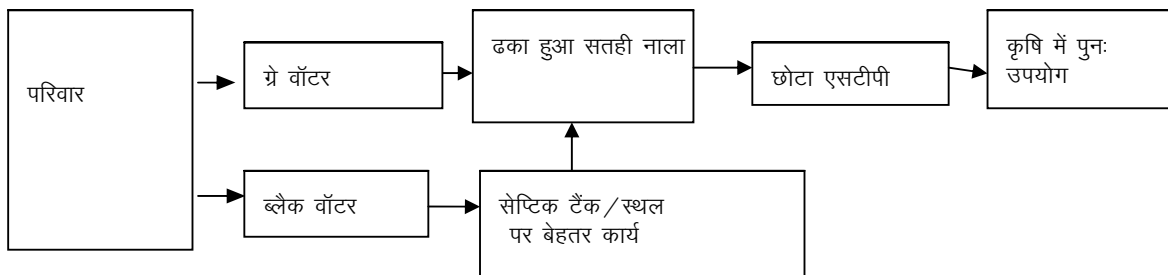 परिवार
ग्रे वॉटर
ढका हुआ सतही नाला
छोटा एसटीपी
कृषि में पुनः
उपयोग
ब्लैक वॉटर
सेप्टिक टैंक/स्थल
पर बेहतर कार्य